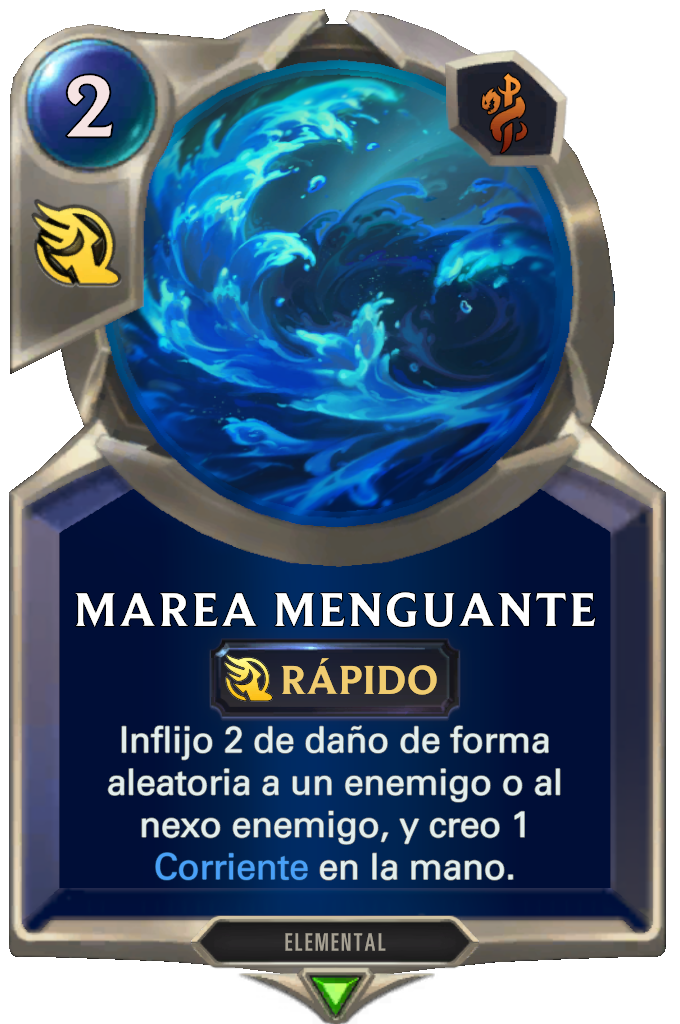 2
MAREA MENGUANTE
RÁPIDO
Inflijo 2 de daño de forma
aleatoria a un enemigo o al
nexo enemigo, y creo 1
Corriente en la mano.
ELEMENTAL